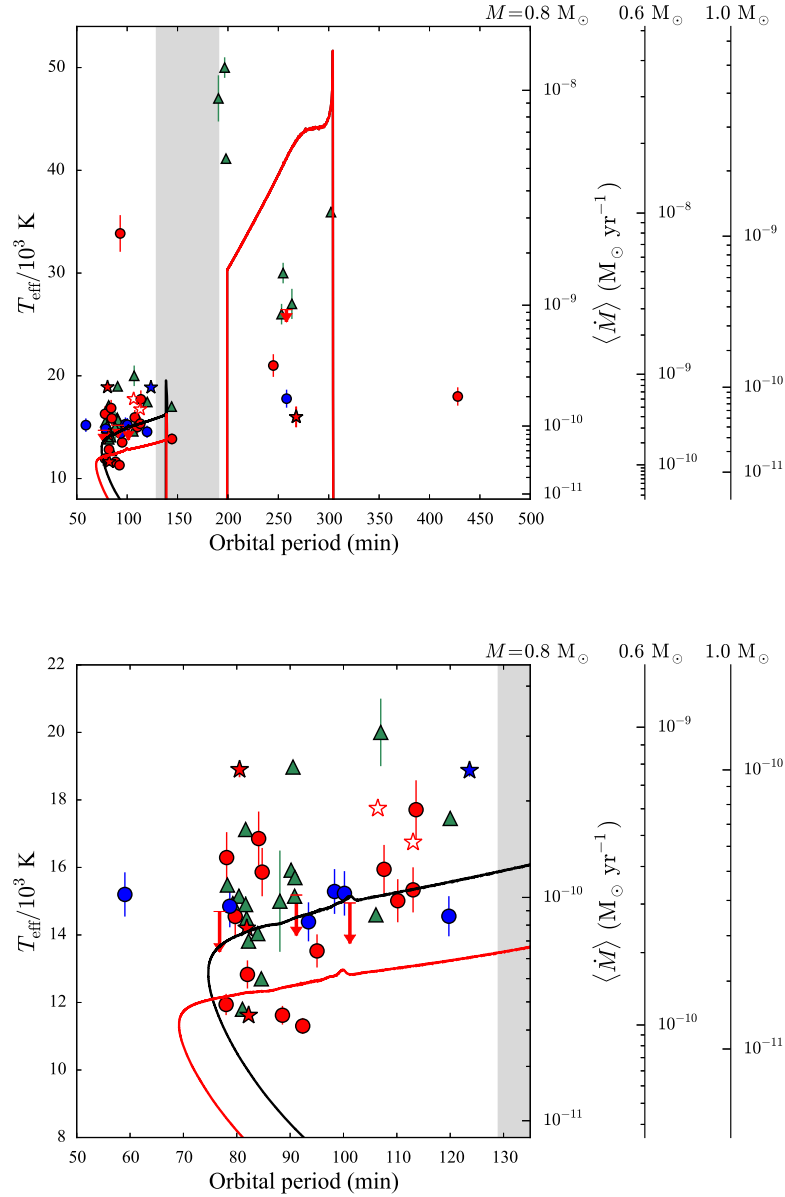 M=0.8 M⊙ 0.6 M⊙ 1.0 M⊙
50
40
30
20
10
T_eff/10³ K
50 100 150 200 250 300 350 400 450 500
Orbital period (min)
10⁻⁸
10⁻⁹
10⁻¹⁰
10⁻¹¹
⟨Ṁ⟩ (M⊙ yr⁻¹)
10⁻⁸
10⁻⁹
10⁻¹⁰
10⁻⁹
10⁻¹⁰
10⁻¹¹
M=0.8 M⊙ 0.6 M⊙ 1.0 M⊙
22
20
18
16
14
12
10
8
T_eff/10³ K
50 60 70 80 90 100 110 120 130
Orbital period (min)
10⁻¹⁰
10⁻¹¹
⟨Ṁ⟩ (M⊙ yr⁻¹)
10⁻⁹
10⁻¹⁰
10⁻¹⁰
10⁻¹¹